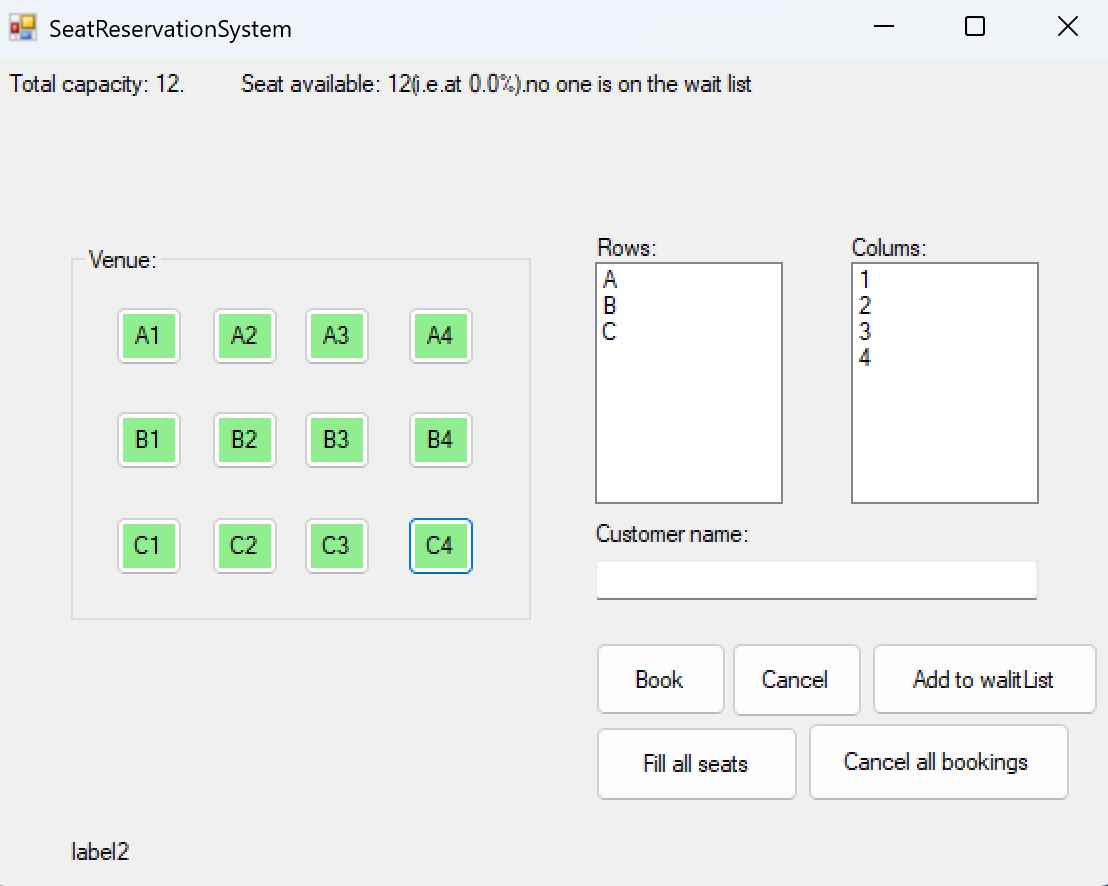 SeatReservationSystem
Total capacity: 12. Seat available: 12(i.e.at 0.0%).no one is on the wait list
Venue:
A1 A2 A3 A4
B1 B2 B3 B4
C1 C2 C3 C4
Rows:
A
B
C
Colums:
1
2
3
4
Customer name:
Book Cancel Add to walitList
Fill all seats Cancel all bookings
label2